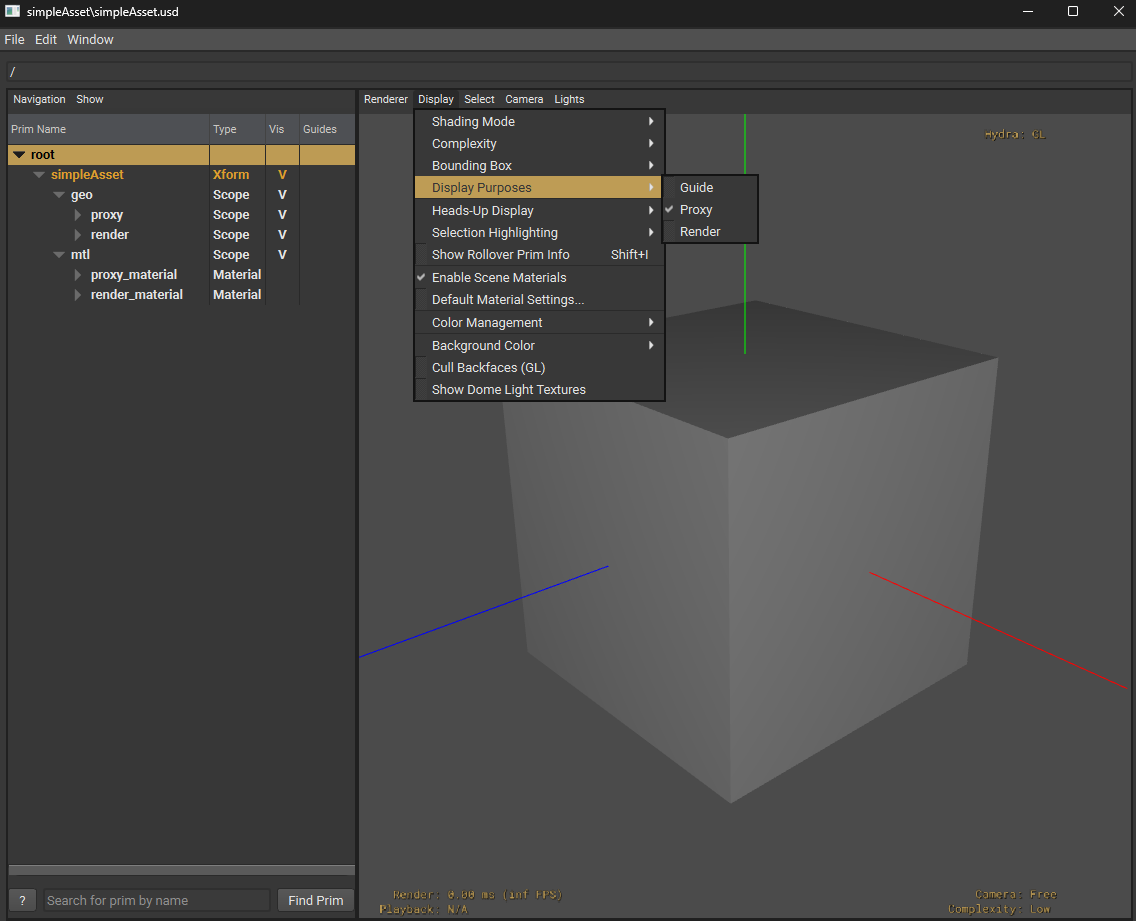 simpleAsset\simpleAsset.usd
File Edit Window
/
Navigation Show
Prim Name Type Vis Guides
root
simpleAsset Xform V
geo Scope V
proxy Scope V
render Scope V
mtl Scope V
proxy_material Material
render_material Material
? Search for prim by name Find Prim
Renderer Display Select Camera Lights
Shading Mode
Complexity
Bounding Box
Display Purposes
Heads-Up Display
Selection Highlighting
Show Rollover Prim Info Shift+I
Enable Scene Materials
Default Material Settings...
Color Management
Background Color
Cull Backfaces (GL)
Show Dome Light Textures
Guide
Proxy
Render
Hydra: GL
Render: 0.00 ms (inf FPS)
Playback: N/A
Camera: Free
Complexity: Low